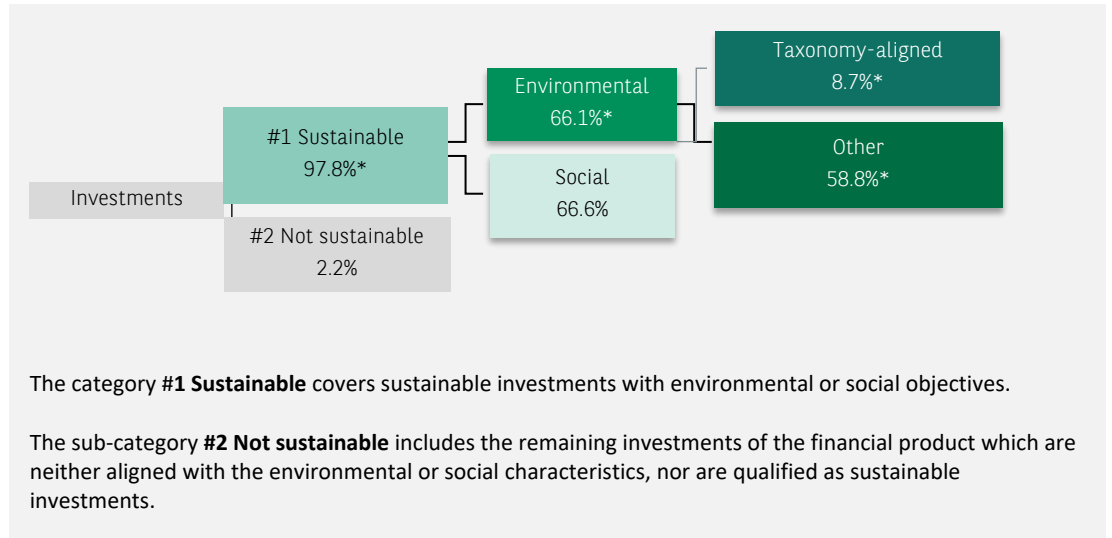 Investments
#1 Sustainable
97.8%*
#2 Not sustainable
2.2%
Environmental
66.1%*
Social
66.6%
Taxonomy-aligned
8.7%*
Other
58.8%*
The category #1 Sustainable covers sustainable investments with environmental or social objectives.
The sub-category #2 Not sustainable includes the remaining investments of the financial product which are
neither aligned with the environmental or social characteristics, nor are qualified as sustainable
investments.